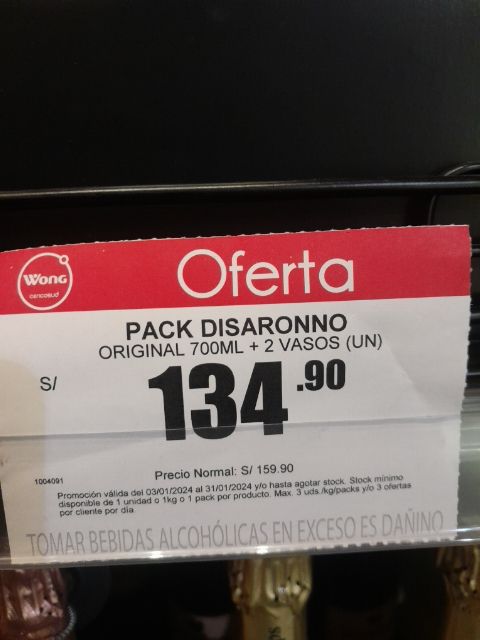 Wong
cencosud
Oferta
PACK DISARONNO
ORIGINAL 700ML + 2 VASOS (UN)
S/ 134.90
Precio Normal: S/ 159.90
1004091
Promoción válida del 03/01/2024 al 31/01/2024 y/o hasta agotar stock. Stock mínimo
disponible de 1 unidad o 1kg o 1 pack por producto. Max. 3 uds./kg/packs y/o 3 ofertas
por cliente por día.
TOMAR BEBIDAS ALCOHÓLICAS EN EXCESO ES DAÑINO